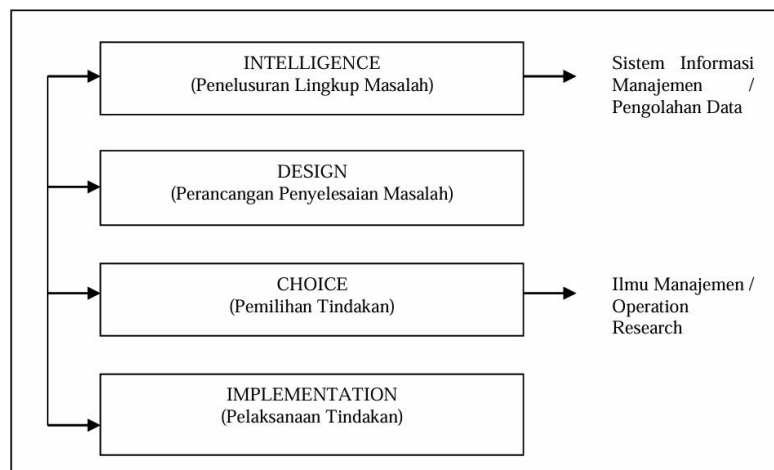 INTELLIGENCE
(Penelusuran Lingkup Masalah)
Sistem Informasi
Manajemen /
Pengolahan Data
DESIGN
(Perancangan Penyelesaian Masalah)
CHOICE
(Pemilihan Tindakan)
Ilmu Manajemen /
Operation
Research
IMPLEMENTATION
(Pelaksanaan Tindakan)